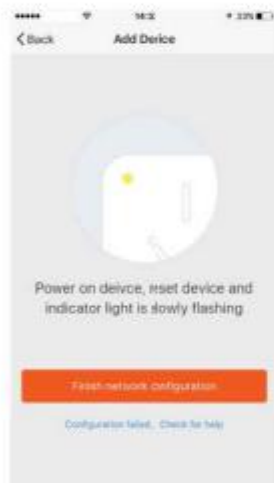 Back
Add Derice
Power on deivce, reset device and
indicator light is slowly flashing
Finish network configuration
Configuration failed, Check for help